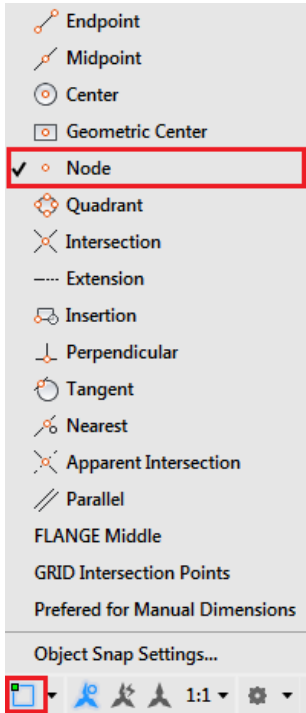 Endpoint
Midpoint
Center
Geometric Center
Node
Quadrant
Intersection
Extension
Insertion
Perpendicular
Tangent
Nearest
Apparent Intersection
Parallel
FLANGE Middle
GRID Intersection Points
Prefered for Manual Dimensions
Object Snap Settings...
1:1